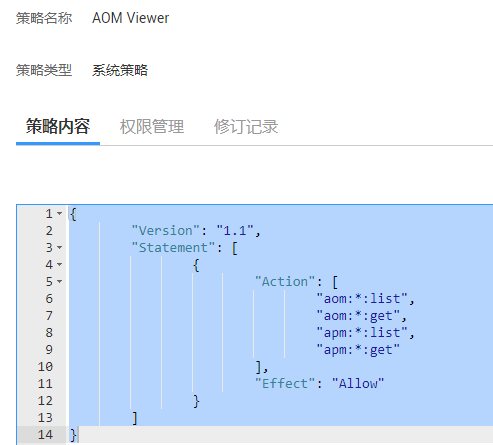 策略名称 AOM Viewer
策略类型 系统策略
策略内容 权限管理 修订记录
1 {
2 "Version": "1.1",
3 "Statement": [
4 {
5 "Action": [
6 "aom:*:list",
7 "aom:*:get",
8 "apm:*:list",
9 "apm:*:get"
10 ],
11 "Effect": "Allow"
12 }
13 ]
14 }